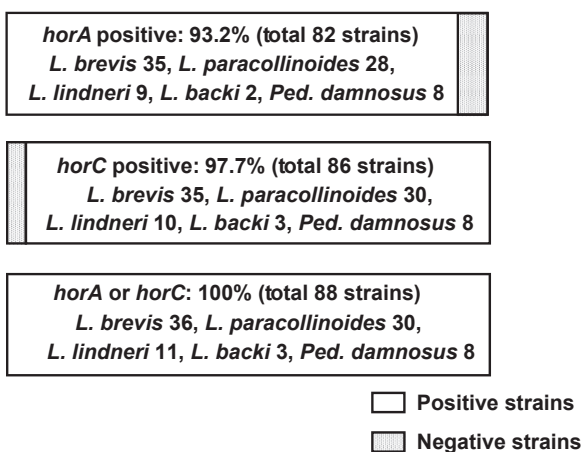 horA positive: 93.2% (total 82 strains)
L. brevis 35, L. paracollinoides 28,
L. lindneri 9, L. backi 2, Ped. damnosus 8
horC positive: 97.7% (total 86 strains)
L. brevis 35, L. paracollinoides 30,
L. lindneri 10, L. backi 3, Ped. damnosus 8
horA or horC: 100% (total 88 strains)
L. brevis 36, L. paracollinoides 30,
L. lindneri 11, L. backi 3, Ped. damnosus 8
Positive strains
Negative strains